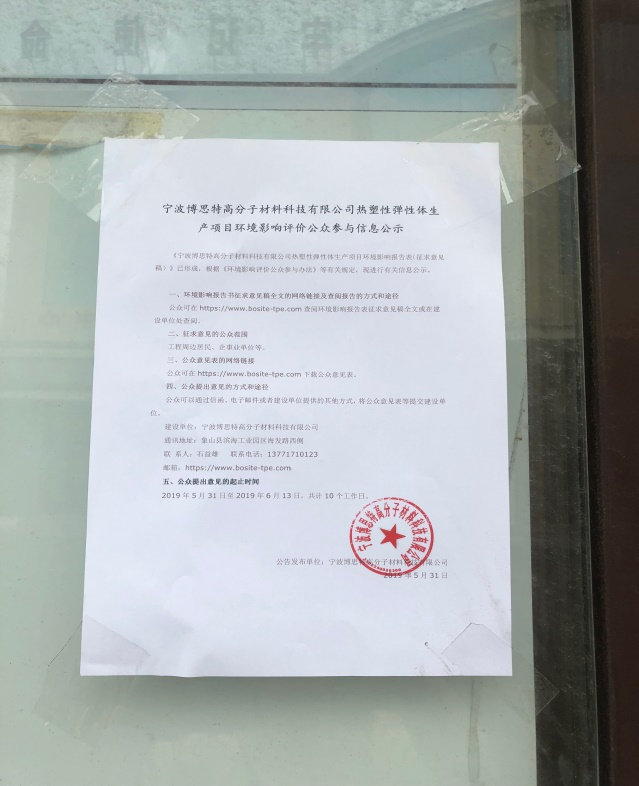 宁波博思特高分子材料科技有限公司热塑性弹性体生
产项目环境影响评价公众参与信息公示
《宁波博思特高分子材料科技有限公司热塑性弹性体生产项目环境影响报告表(征求意见
稿)》已形成，根据《环境影响评价公众参与办法》等有关规定，现进行有关信息公示。
一、环境影响报告书征求意见稿全文的网络链接及查阅报告的方式和途径
公众可在 https://www.bosite-tpe.com 查阅环境影响报告表征求意见稿全文或在建
设单位处查阅。
二、征求意见的公众范围
工程周边居民、企事业单位等。
三、公众意见表的网络链接
公众可在 https://www.bosite-tpe.com 下载公众意见表。
四、公众提出意见的方式和途径
公众可以通过信函、电子邮件或者建设单位提供的其他方式，将公众意见表等提交建设单
位。
建设单位：宁波博思特高分子材料科技有限公司
通讯地址：象山县滨海工业园区海发路西侧
联 系人：石益雄 联系电话：13771710123
邮箱：https://www.bosite-tpe.com
五、公众提出意见的起止时间
2019 年 5 月 31 日至 2019 年 6 月 13 日，共计 10 个工作日。
宁波博思特高分子材料科技有限公司
公告发布单位：宁波博思特高分子材料科技有限公司
2019 年 5 月 31 日